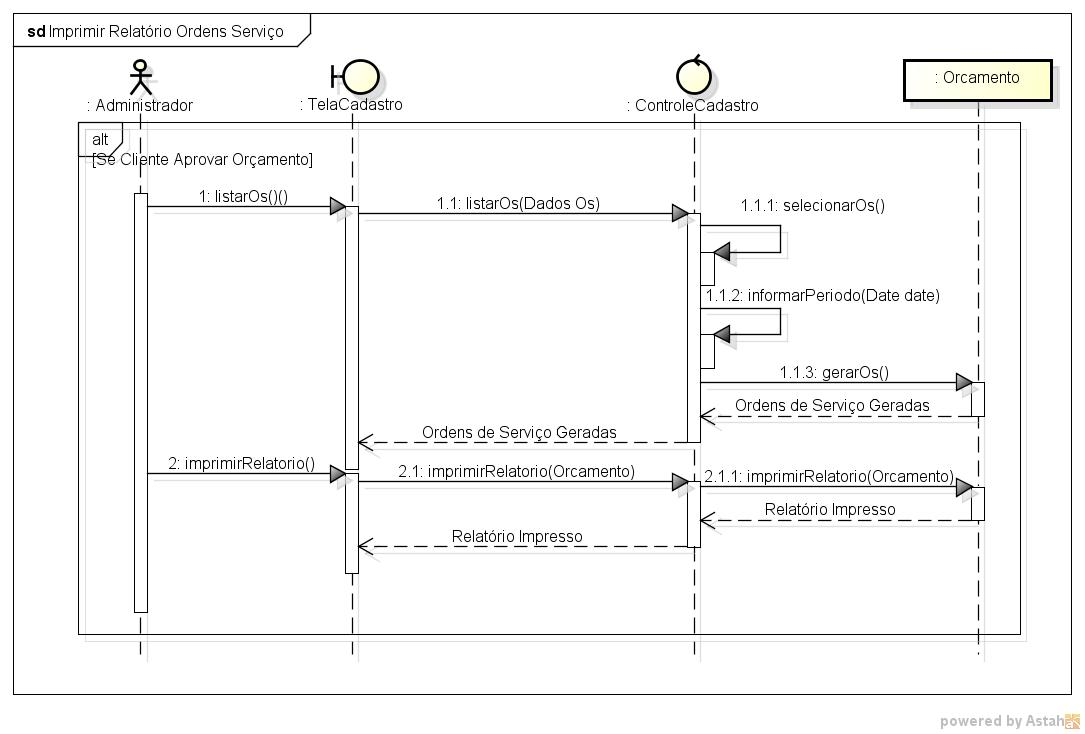 sd Imprimir Relatório Ordens Serviço
: Administrador
: TelaCadastro
: ControleCadastro
: Orcamento
alt
[Se Cliente Aprovar Orçamento]
1: listarOs()()
1.1: listarOs(Dados Os)
1.1.1: selecionarOs()
1.1.2: informarPeriodo(Date date)
1.1.3: gerarOs()
Ordens de Serviço Geradas
Ordens de Serviço Geradas
2: imprimirRelatorio()
2.1: imprimirRelatorio(Orcamento)
2.1.1: imprimirRelatorio(Orcamento)
Relatório Impresso
Relatório Impresso
powered by Astah